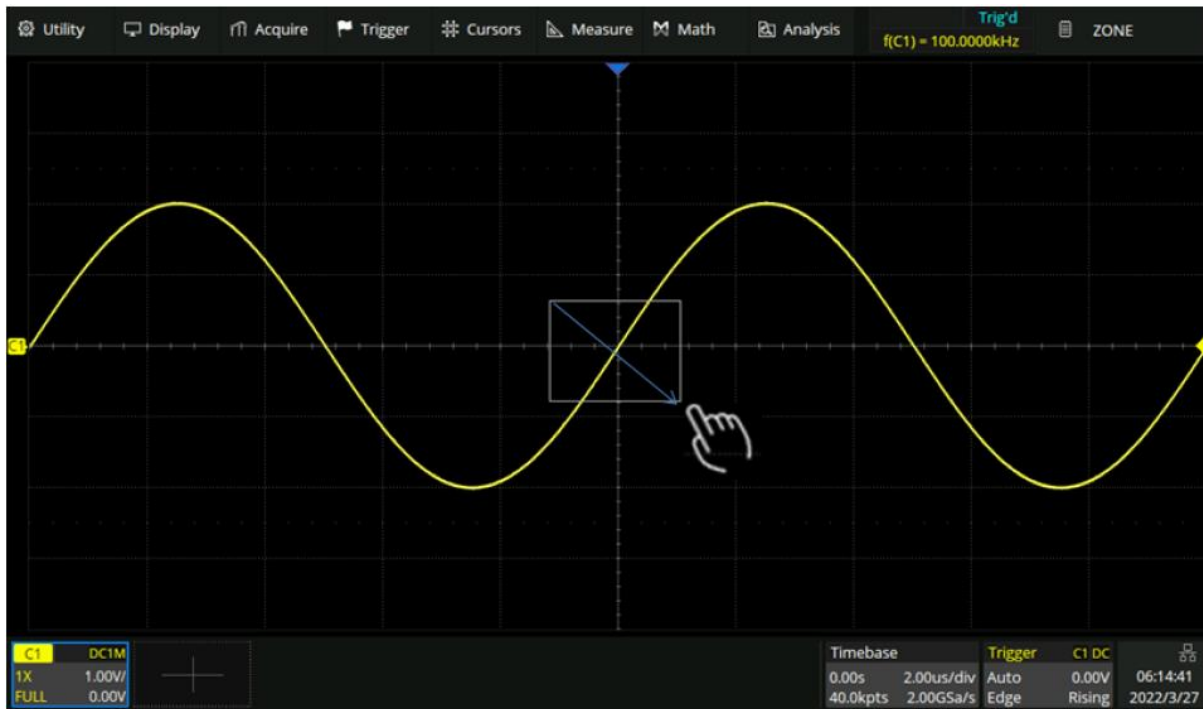 Utility Display Acquire Trigger Cursors Measure Math Analysis Trig'd f(C1) = 100.0000kHz ZONE
C1
C1 DC1M
1X 1.00V/
FULL 0.00V
Timebase
0.00s 2.00us/div
40.0kpts 2.00GSa/s
Trigger C1 DC
Auto 0.00V
Edge Rising
06:14:41
2022/3/27